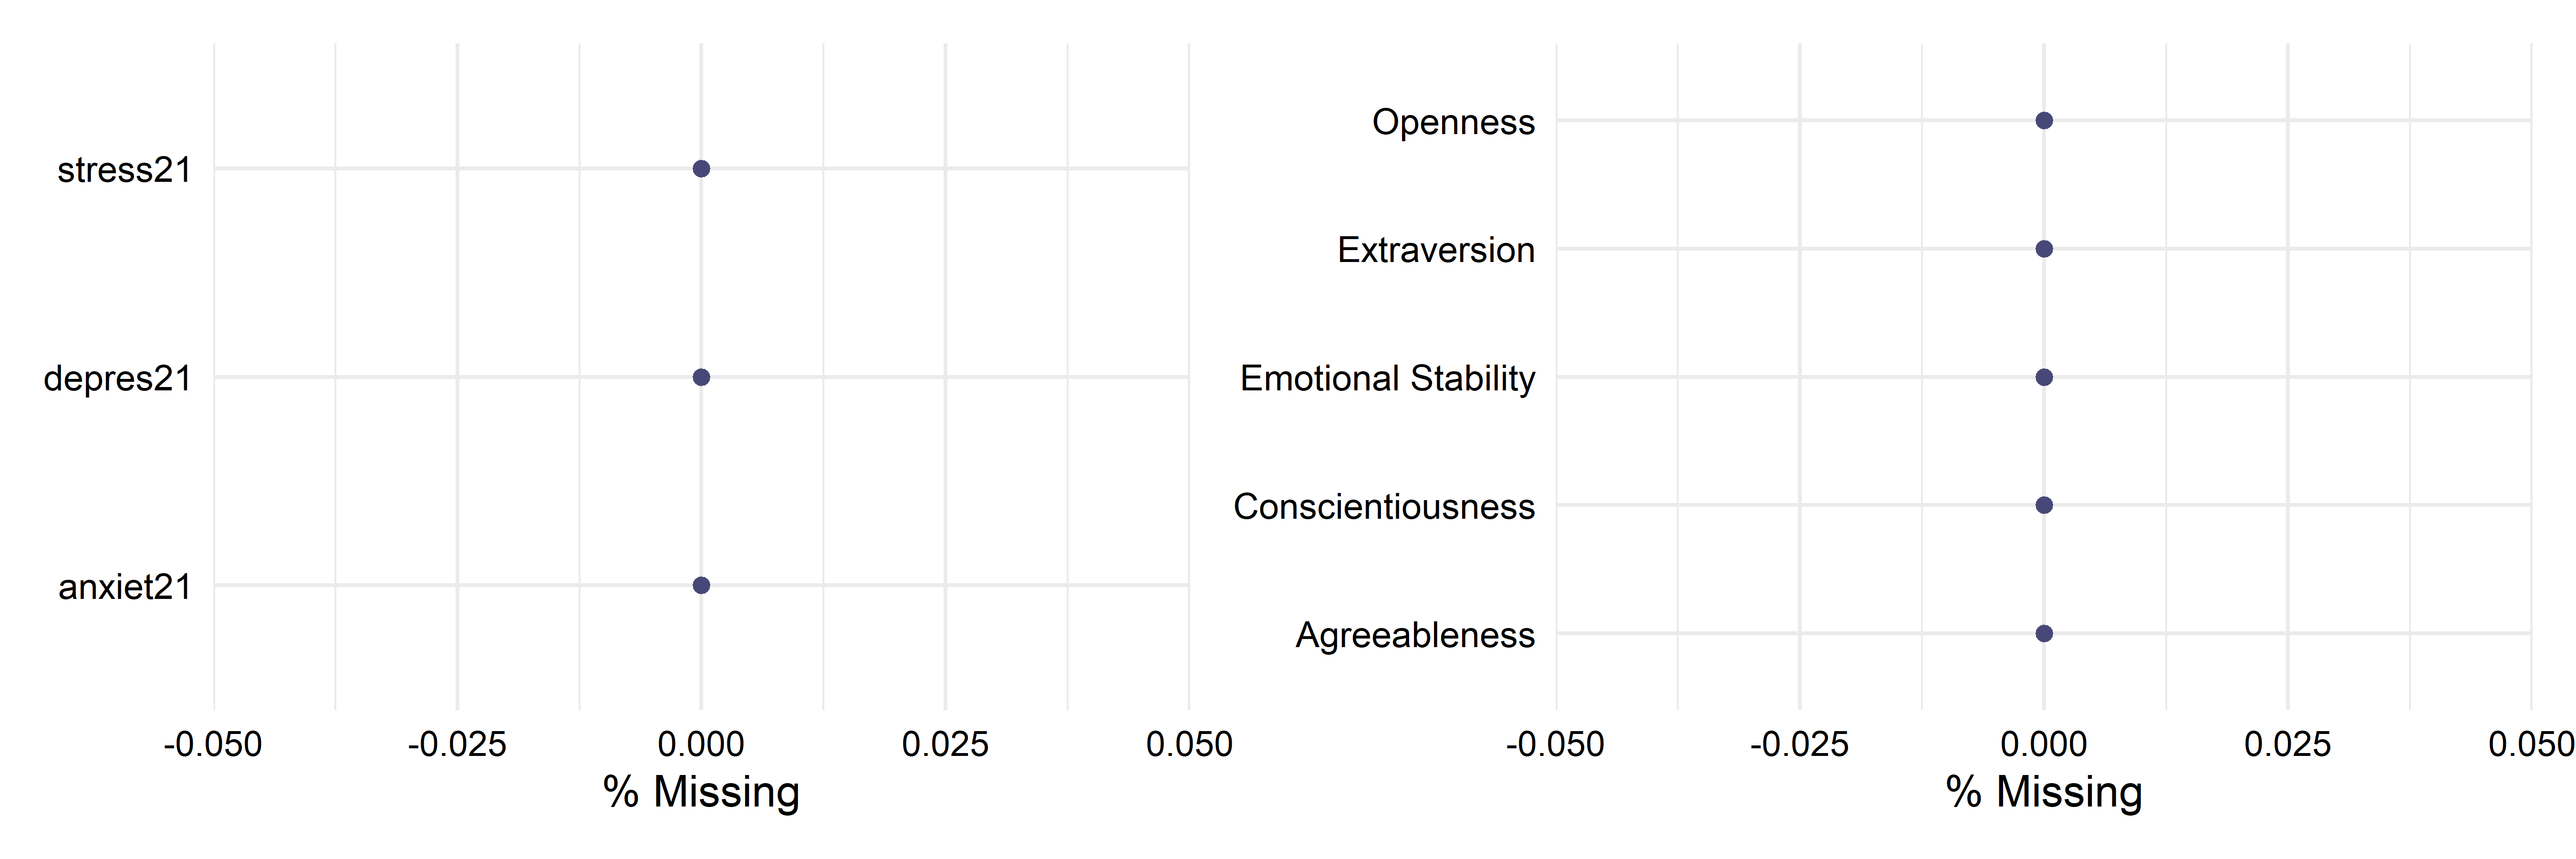 stress21
depres21
anxiet21
-0.050 -0.025 0.000 0.025 0.050
% Missing
Openness
Extraversion
Emotional Stability
Conscientiousness
Agreeableness
-0.050 -0.025 0.000 0.025 0.050
% Missing